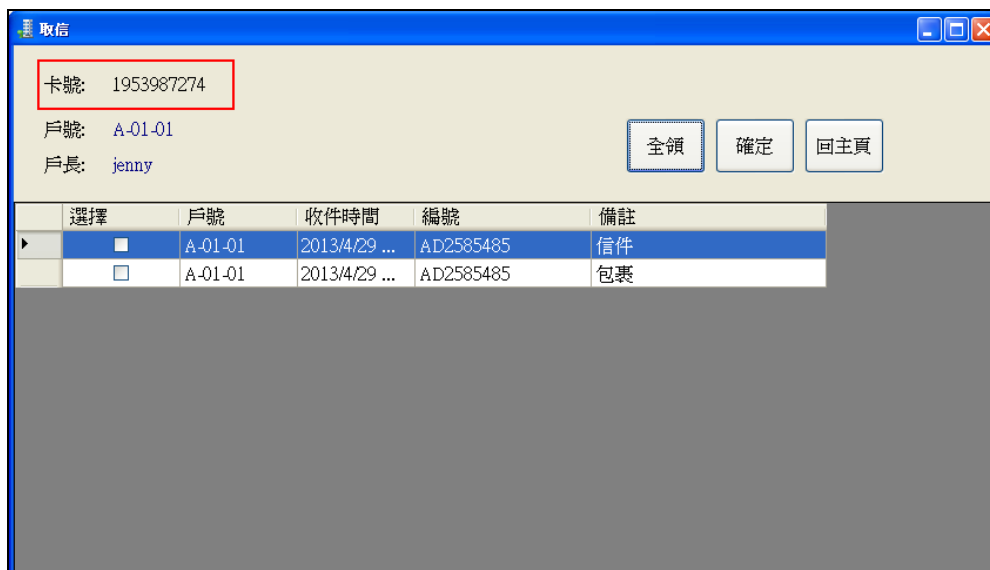 取信
卡號: 1953987274
戶號: A-01-01
戶長: jenny
全領 確定 回主頁
選擇 戶號 收件時間 編號 備註
A-01-01 2013/4/29 ... AD2585485 信件
A-01-01 2013/4/29 ... AD2585485 包裹